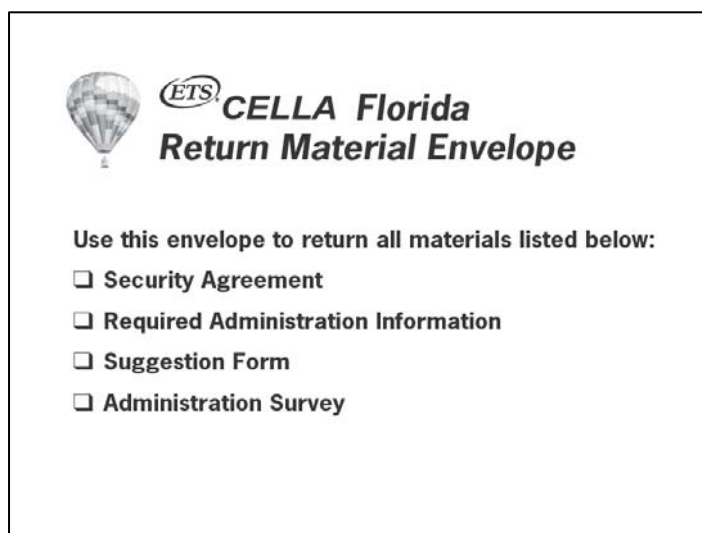 ETS CELLA Florida
Return Material Envelope
Use this envelope to return all materials listed below:
❑ Security Agreement
❑ Required Administration Information
❑ Suggestion Form
❑ Administration Survey